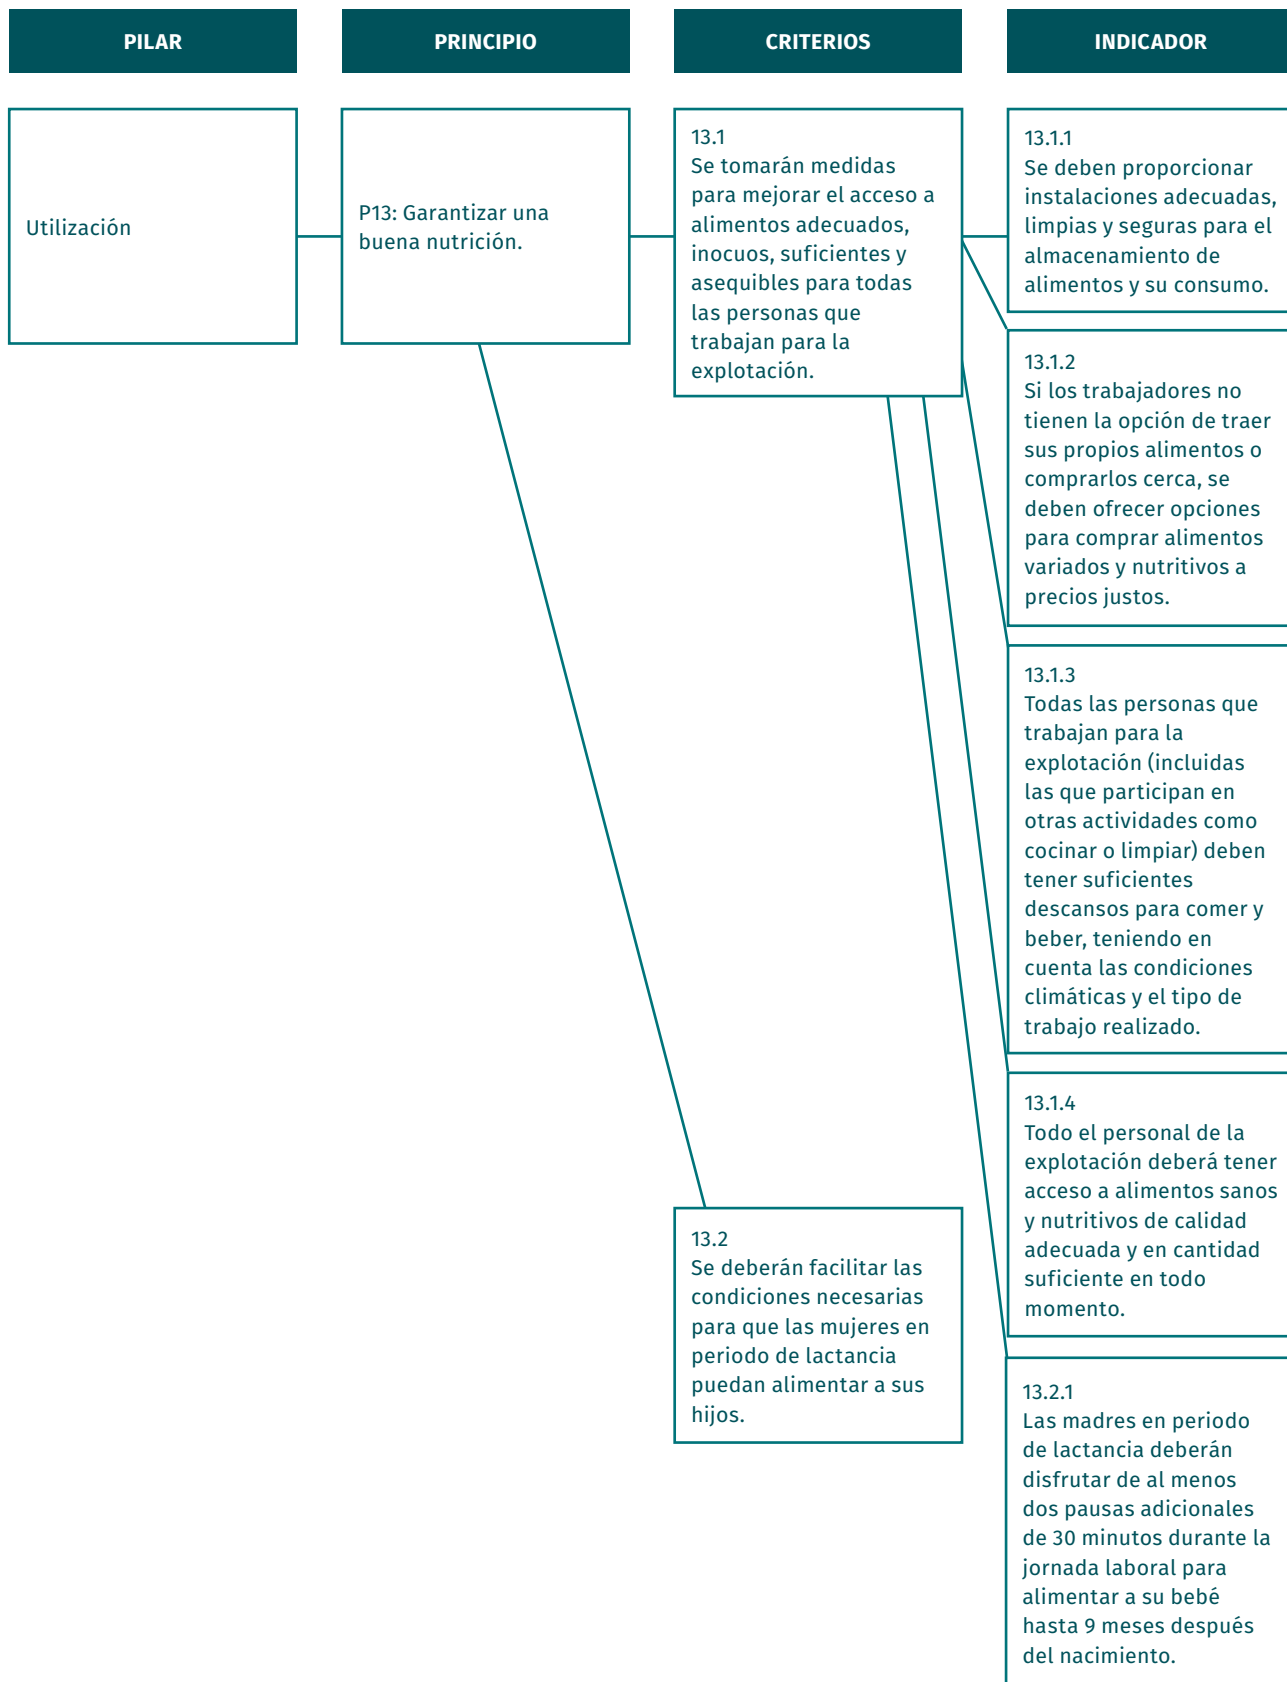 PILAR
PRINCIPIO
CRITERIOS
INDICADOR
Utilización
P13: Garantizar una
buena nutrición.
13.1
Se tomarán medidas
para mejorar el acceso a
alimentos adecuados,
inocuos, suficientes y
asequibles para todas
las personas que
trabajan para la
explotación.
13.1.1
Se deben proporcionar
instalaciones adecuadas,
limpias y seguras para el
almacenamiento de
alimentos y su consumo.
13.1.2
Si los trabajadores no
tienen la opción de traer
sus propios alimentos o
comprarlos cerca, se
deben ofrecer opciones
para comprar alimentos
variados y nutritivos a
precios justos.
13.1.3
Todas las personas que
trabajan para la
explotación (incluidas
las que participan en
otras actividades como
cocinar o limpiar) deben
tener suficientes
descansos para comer y
beber, teniendo en
cuenta las condiciones
climáticas y el tipo de
trabajo realizado.
13.1.4
Todo el personal de la
explotación deberá tener
acceso a alimentos sanos
y nutritivos de calidad
adecuada y en cantidad
suficiente en todo
momento.
13.2
Se deberán facilitar las
condiciones necesarias
para que las mujeres en
periodo de lactancia
puedan alimentar a sus
hijos.
13.2.1
Las madres en periodo
de lactancia deberán
disfrutar de al menos
dos pausas adicionales
de 30 minutos durante la
jornada laboral para
alimentar a su bebé
hasta 9 meses después
del nacimiento.